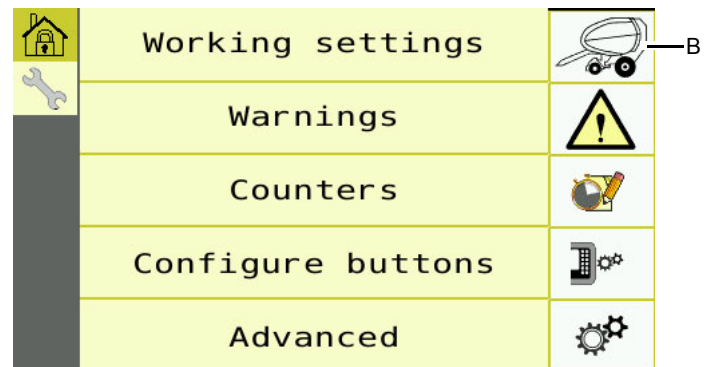 Working settings
B
Warnings
Counters
Configure buttons
Advanced